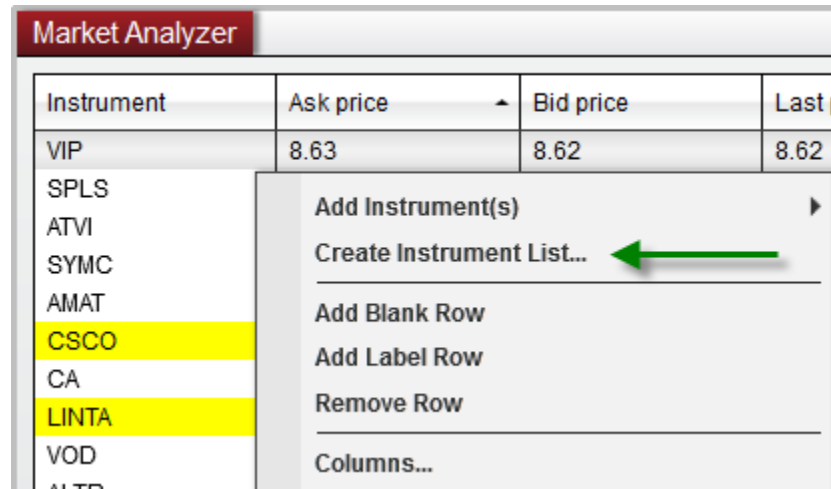 Market Analyzer
Instrument Ask price Bid price Last
VIP 8.63 8.62 8.62
SPLS
ATVI
SYMC
AMAT
CSCO
CA
LINTA
VOD
Add Instrument(s)
Create Instrument List...
Add Blank Row
Add Label Row
Remove Row
Columns...